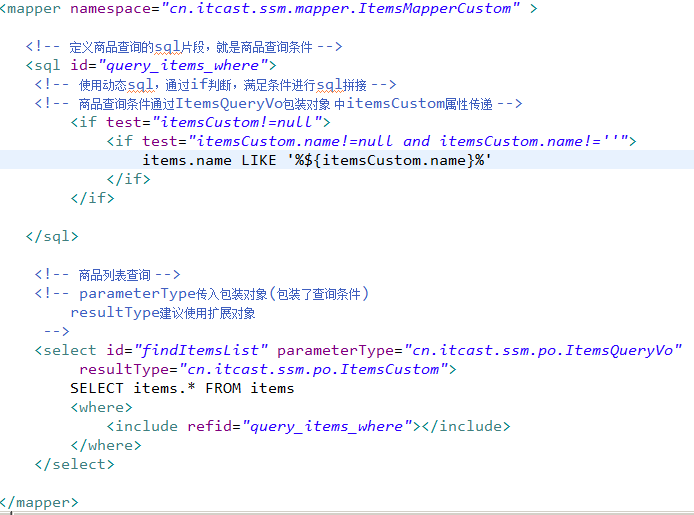 <mapper namespace="cn.itcast.ssm.mapper.ItemsMapperCustom" >
<!-- 定义商品查询的sql片段，就是商品查询条件 -->
<sql id="query_items_where">
<!-- 使用动态sql，通过if判断，满足条件进行sql拼接 -->
<!-- 商品查询条件通过ItemsQueryVo包装对象 中itemsCustom属性传递 -->
<if test="itemsCustom!=null">
<if test="itemsCustom.name!=null and itemsCustom.name!=''">
items.name LIKE '%${itemsCustom.name}%'
</if>
</if>
</sql>
<!-- 商品列表查询 -->
<!-- parameterType传入包装对象(包装了查询条件)
resultType建议使用扩展对象
-->
<select id="findItemsList" parameterType="cn.itcast.ssm.po.ItemsQueryVo"
resultType="cn.itcast.ssm.po.ItemsCustom">
SELECT items.* FROM items
<where>
<include refid="query_items_where"></include>
</where>
</select>
</mapper>